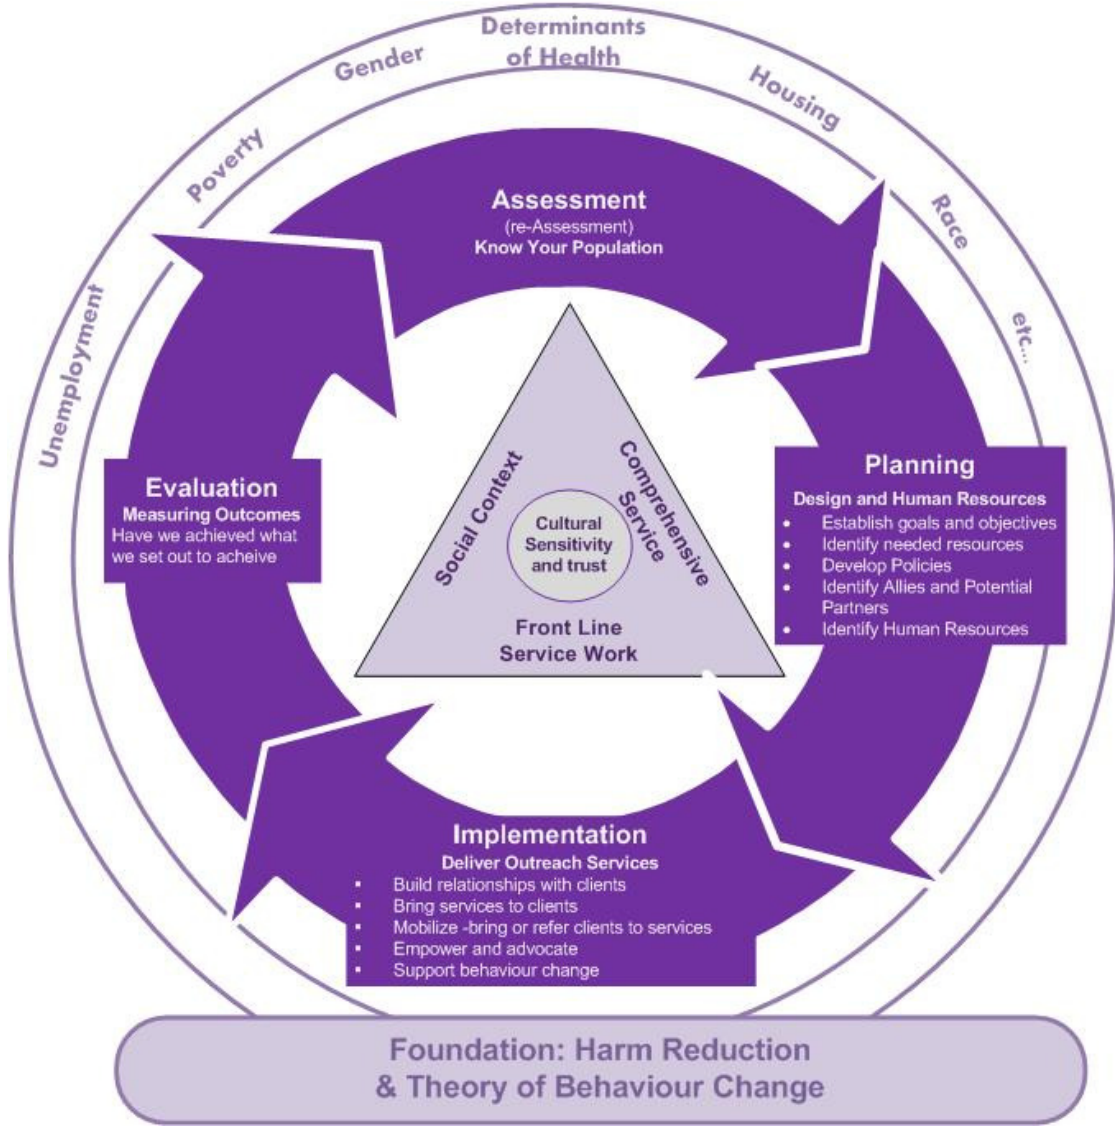 Determinants
of Health
Gender
Housing
Poverty
Race
Unemployment
etc...
Assessment
(re-Assessment)
Know Your Population
Planning
Design and Human Resources
• Establish goals and objectives
• Identify needed resources
• Develop Policies
• Identify Allies and Potential
Partners
• Identify Human Resources
Evaluation
Measuring Outcomes
Have we achieved what
we set out to acheive
Social Context
Comprehensive
Service
Cultural
Sensitivity
and trust
Front Line
Service Work
Implementation
Deliver Outreach Services
▪ Build relationships with clients
▪ Bring services to clients
▪ Mobilize -bring or refer clients to services
▪ Empower and advocate
▪ Support behaviour change
Foundation: Harm Reduction
& Theory of Behaviour Change